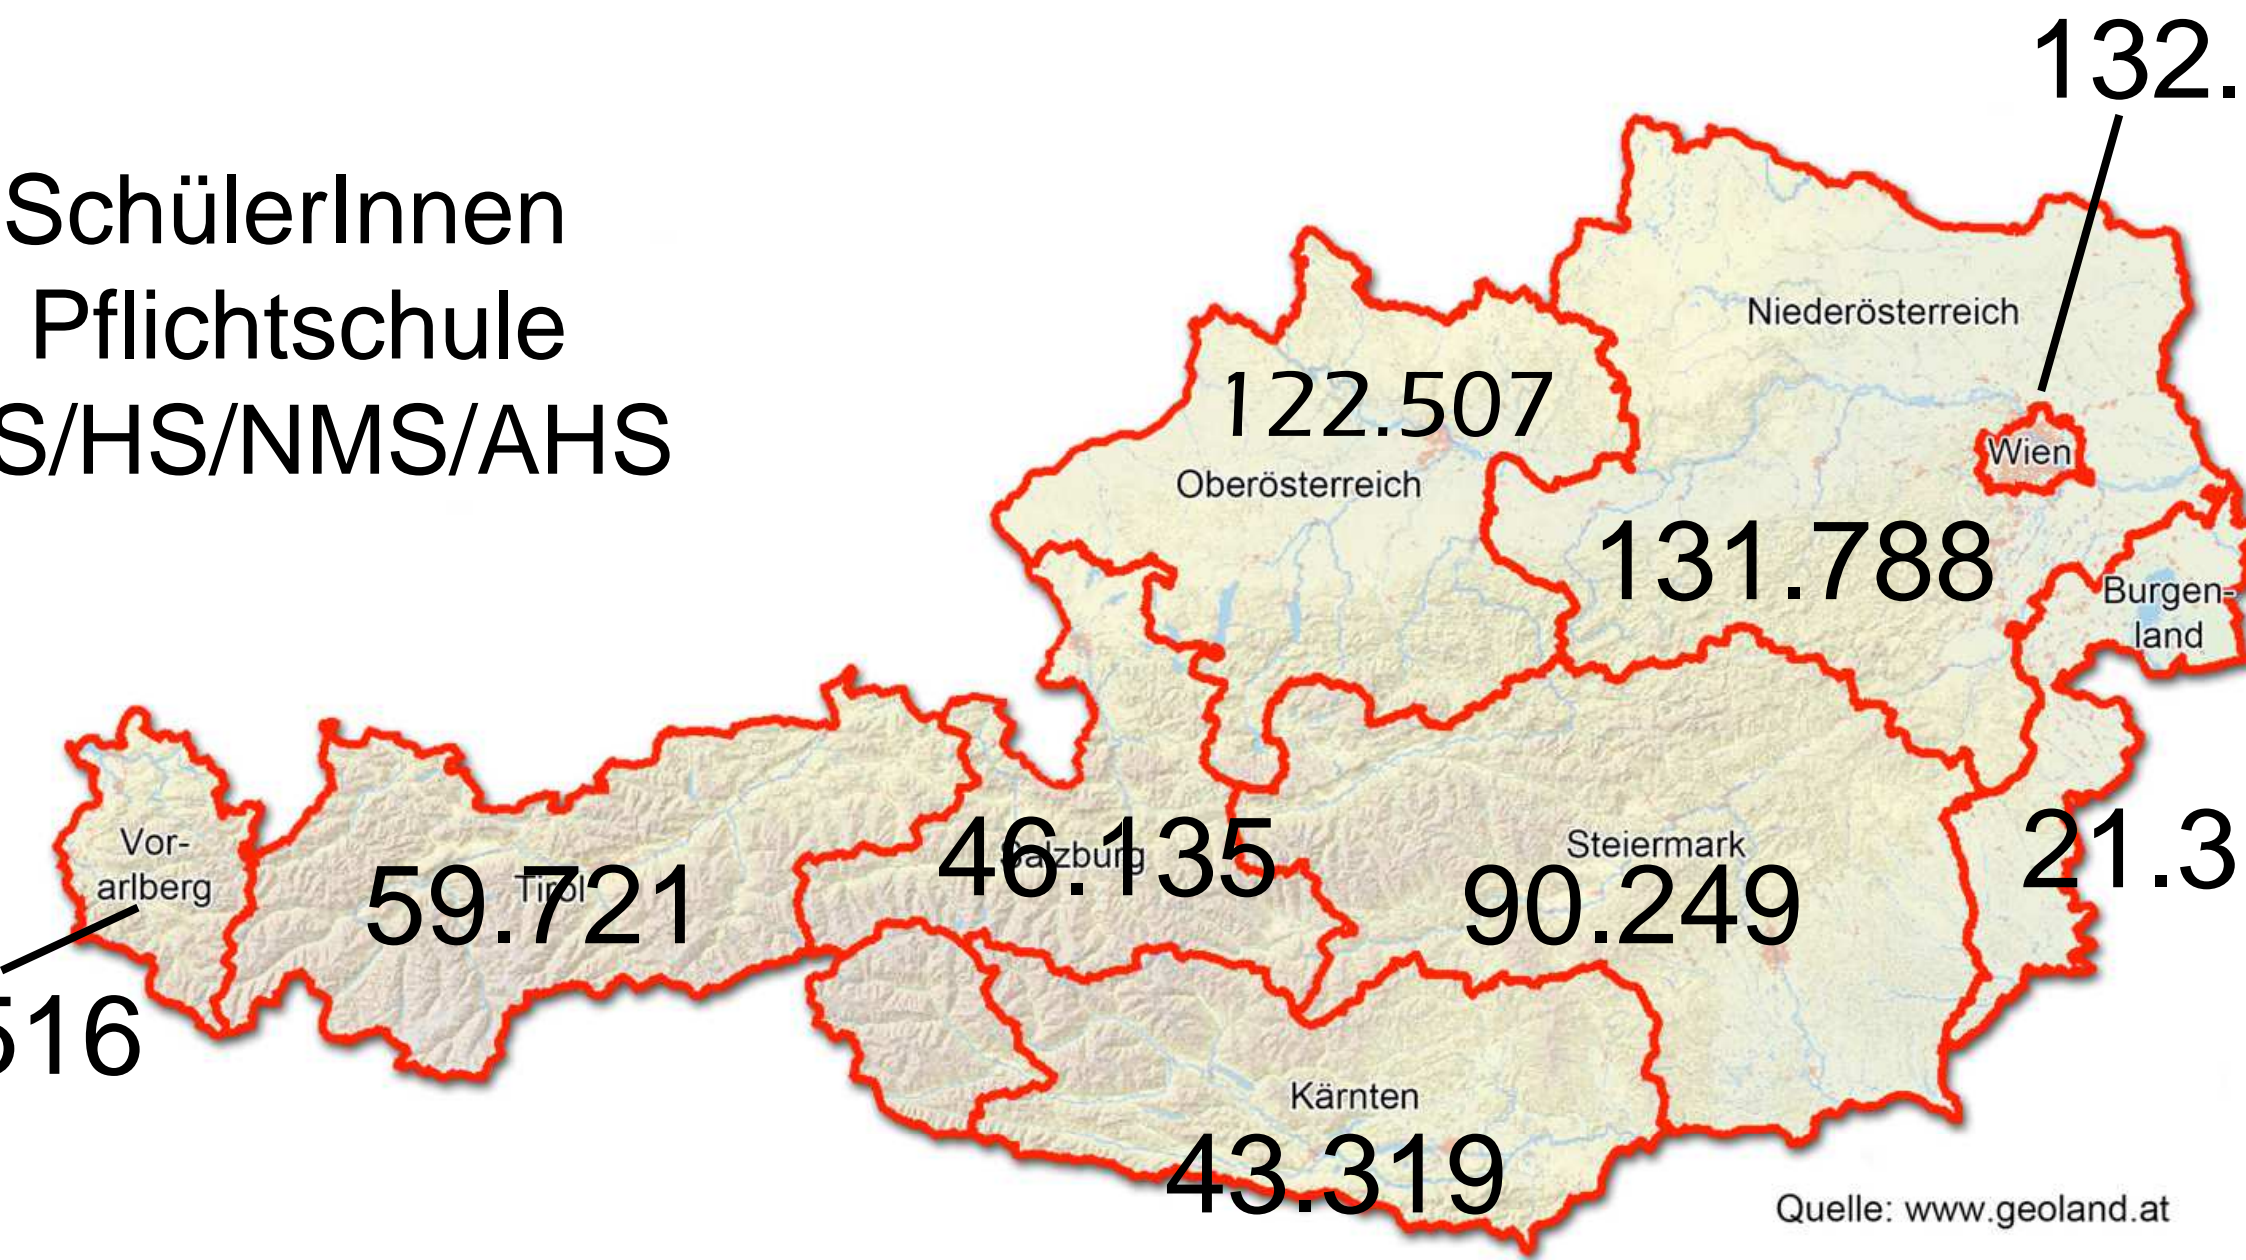 132.
SchülerInnen
Pflichtschule
S/HS/NMS/AHS
Niederösterreich
122.507
Wien
Oberösterreich
131.788
Burgen-
land
Vor-
arlberg
59.721
Tirol
46.135
Salzburg
Steiermark
90.249
21.3
516
Kärnten
43.319
Quelle: www.geoland.at